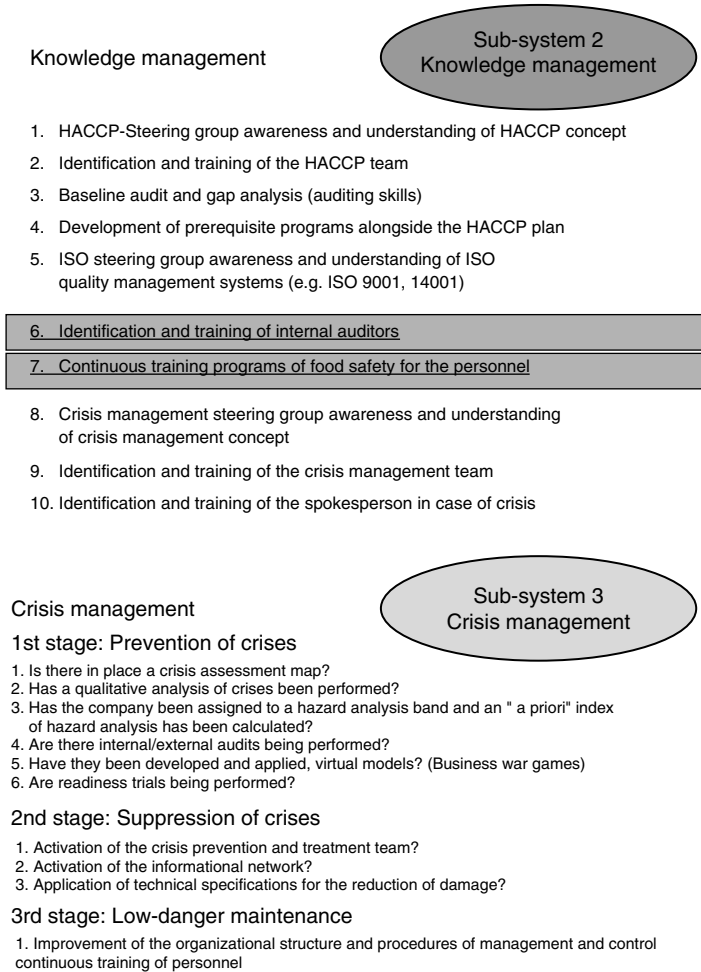 Knowledge management
Sub-system 2
Knowledge management
1. HACCP-Steering group awareness and understanding of HACCP concept
2. Identification and training of the HACCP team
3. Baseline audit and gap analysis (auditing skills)
4. Development of prerequisite programs alongside the HACCP plan
5. ISO steering group awareness and understanding of ISO
quality management systems (e.g. ISO 9001, 14001)
6. Identification and training of internal auditors
7. Continuous training programs of food safety for the personnel
8. Crisis management steering group awareness and understanding
of crisis management concept
9. Identification and training of the crisis management team
10. Identification and training of the spokesperson in case of crisis
Sub-system 3
Crisis management
Crisis management
1st stage: Prevention of crises
1. Is there in place a crisis assessment map?
2. Has a qualitative analysis of crises been performed?
3. Has the company been assigned to a hazard analysis band and an " a priori" index
of hazard analysis has been calculated?
4. Are there internal/external audits being performed?
5. Have they been developed and applied, virtual models? (Business war games)
6. Are readiness trials being performed?
2nd stage: Suppression of crises
1. Activation of the crisis prevention and treatment team?
2. Activation of the informational network?
3. Application of technical specifications for the reduction of damage?
3rd stage: Low-danger maintenance
1. Improvement of the organizational structure and procedures of management and control
continuous training of personnel